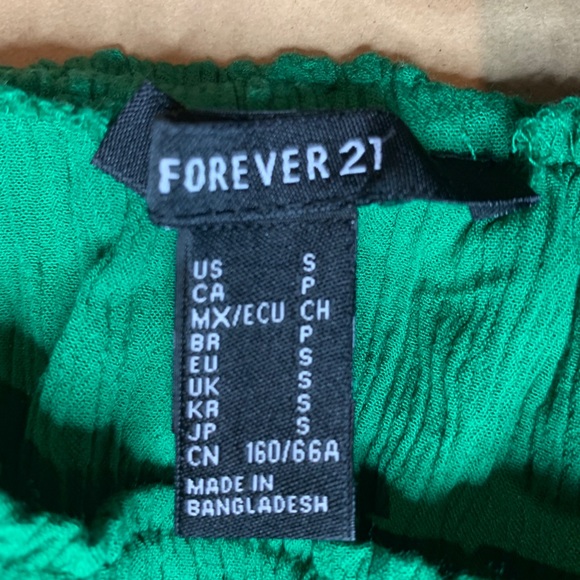 FOREVER 21
US S
CA P
MX/ECU CH
BR P
EU S
UK S
KR S
JP S
CN 160/66A
MADE IN
BANGLADESH